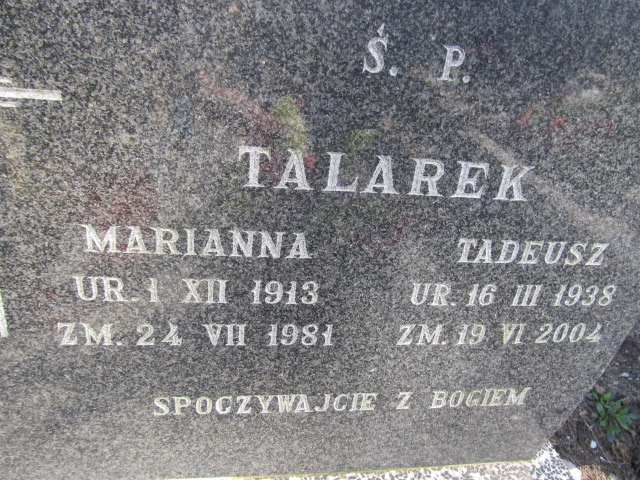 Ś. P.
TALAREK
MARIANNA TADEUSZ
UR. 1 XII 1913 UR. 16 III 1938
ZM. 24 VII 1981 ZM. 19 VI 2004
SPOCZYWAJCIE Z BOGIEM